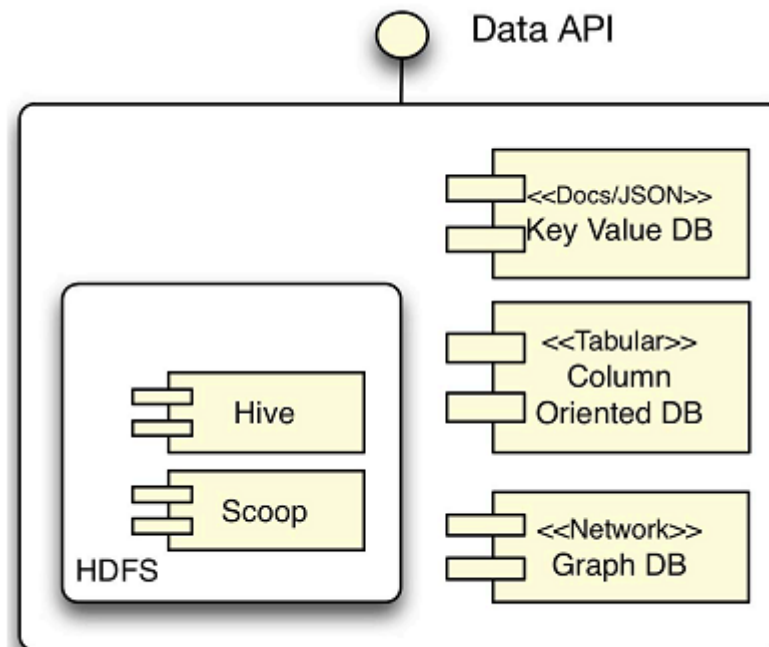 Data API
<<Docs/JSON>>
Key Value DB
<<Tabular>>
Column
Oriented DB
Hive
Scoop
HDFS
<<Network>>
Graph DB